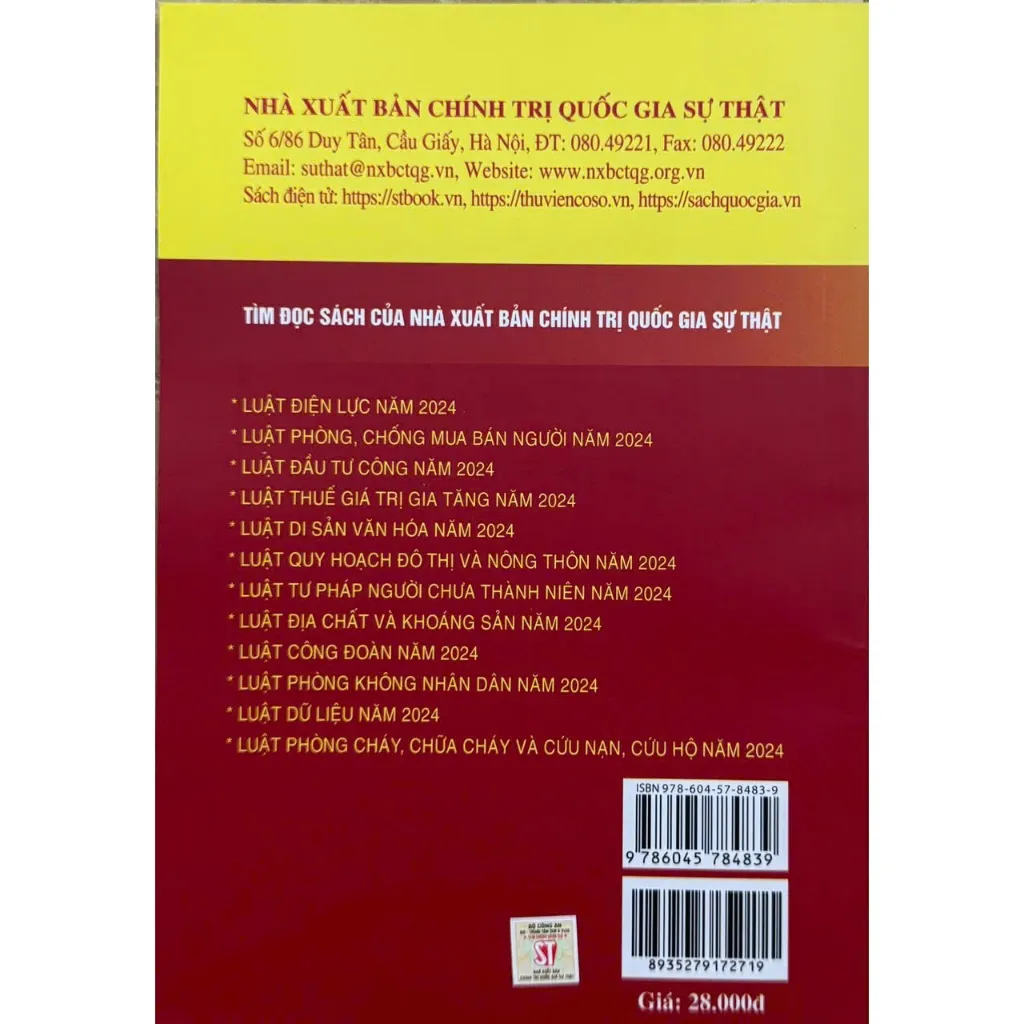 NHÀ XUẤT BẢN CHÍNH TRỊ QUỐC GIA SỰ THẬT
Số 6/86 Duy Tân, Cầu Giấy, Hà Nội, ĐT: 080.49221, Fax: 080.49222
Email: suthat@nxbctqg.vn, Website: www.nxbctqg.org.vn
Sách điện tử: https://stbook.vn, https://thuviencoso.vn, https://sachquocgia.vn
TÌM ĐỌC SÁCH CỦA NHÀ XUẤT BẢN CHÍNH TRỊ QUỐC GIA SỰ THẬT
* LUẬT ĐIỆN LỰC NĂM 2024
* LUẬT PHÒNG, CHỐNG MUA BÁN NGƯỜI NĂM 2024
* LUẬT ĐẦU TƯ CÔNG NĂM 2024
* LUẬT THUẾ GIÁ TRỊ GIA TĂNG NĂM 2024
* LUẬT DI SẢN VĂN HÓA NĂM 2024
* LUẬT QUY HOẠCH ĐÔ THỊ VÀ NÔNG THÔN NĂM 2024
* LUẬT TƯ PHÁP NGƯỜI CHƯA THÀNH NIÊN NĂM 2024
* LUẬT ĐỊA CHẤT VÀ KHOÁNG SẢN NĂM 2024
* LUẬT CÔNG ĐOÀN NĂM 2024
* LUẬT PHÒNG KHÔNG NHÂN DÂN NĂM 2024
* LUẬT DỮ LIỆU NĂM 2024
* LUẬT PHÒNG CHÁY, CHỮA CHÁY VÀ CỨU NẠN, CỨU HỘ NĂM 2024
ISBN 978-604-57-8483-9
9 786045 784839
8935279172719
BỘ CÔNG AN
ST
NHÀ XUẤT BẢN
Giá: 28.000đ